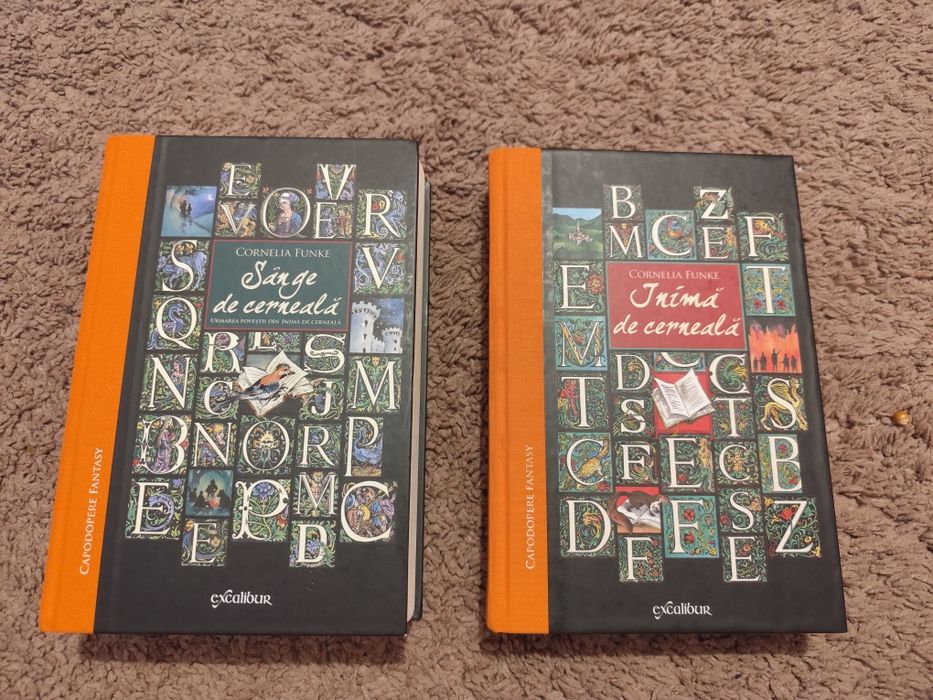 CORNELIA FUNKE
Sânge
de cerneală
URMAREA POVESTII DIN INIMĂ DE CERNEALĂ
CAPODOPERE FANTASY
excalibur
CORNELIA FUNKE
Inimă
de cerneală
CAPODOPERE FANTASY
excalibur